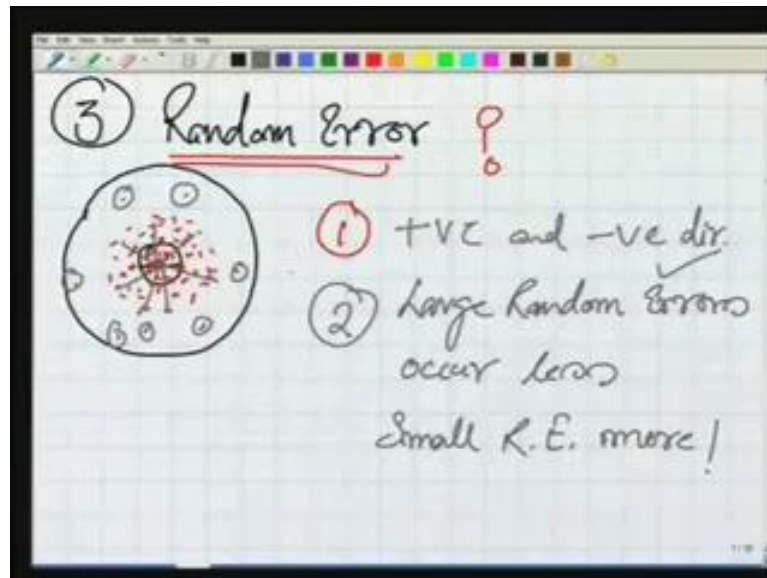 ③ Random Error ?
① +ve and -ve dir.
② Large Random Errors
occur less
Small R.E. more!